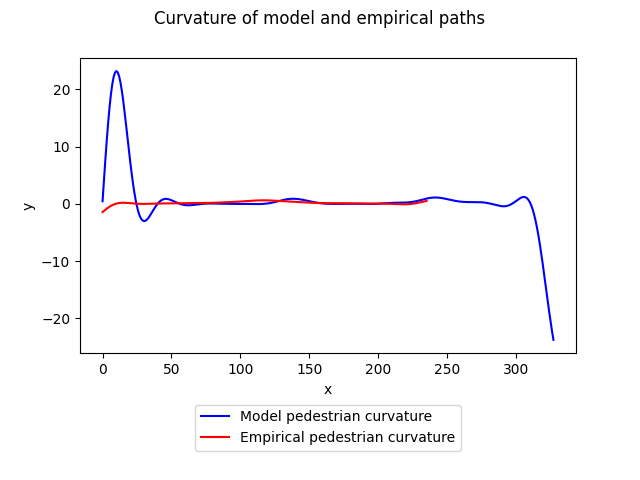 Curvature of model and empirical paths
20
10
0
−10
−20
y
0 50 100 150 200 250 300
x
Model pedestrian curvature
Empirical pedestrian curvature